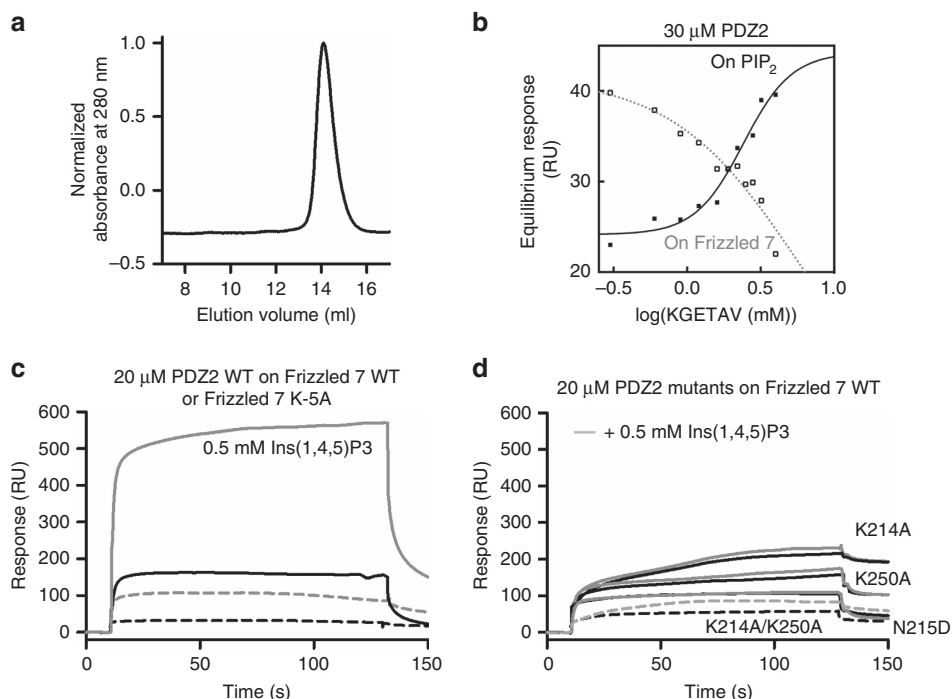 a
Normalized
absorbance at 280 nm
1.0
0.5
0.0
–0.5
8 10 12 14 16
Elution volume (ml)
b
30 μM PDZ2
On PIP2
On Frizzled 7
Equilibrium response
(RU)
40
30
20
–0.5 0.0 0.5 1.0
log(KGETAV (mM))
c
20 μM PDZ2 WT on Frizzled 7 WT
or Frizzled 7 K-5A
0.5 mM Ins(1,4,5)P3
Response (RU)
600
500
400
300
200
100
0
0 50 100 150
Time (s)
d
20 μM PDZ2 mutants on Frizzled 7 WT
+ 0.5 mM Ins(1,4,5)P3
K214A
K250A
K214A/K250A
N215D
Response (RU)
600
500
400
300
200
100
0
0 50 100 150
Time (s)